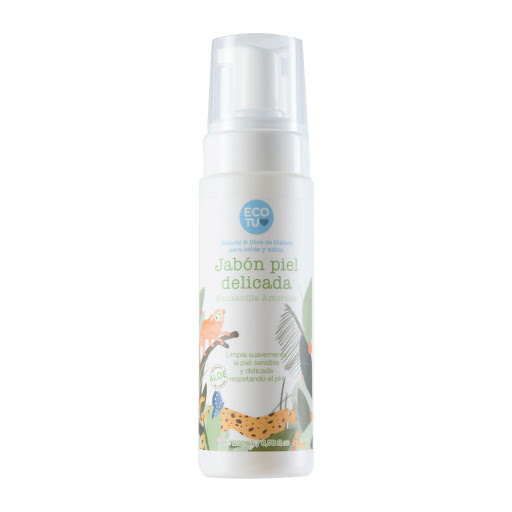 ECO
TU
Natural & libre de tóxicos
para bebés y niños
Jabón piel
delicada
Manzanilla Amorosa
Limpia suavemente
la piel sensible
y delicada
respetando el pH
ALOE